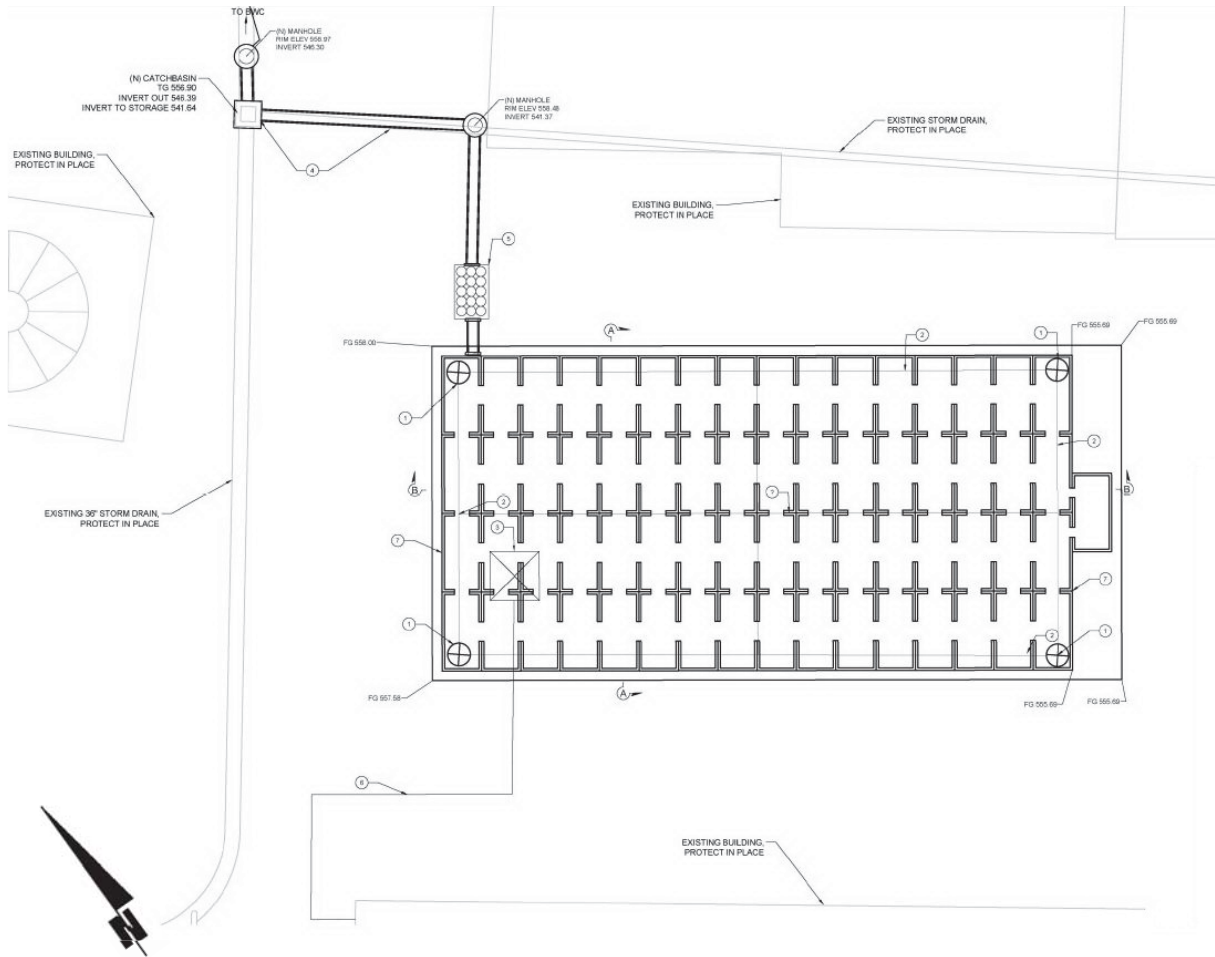 TO BWC
(N) MANHOLE
RIM ELEV 558.97
INVERT 546.30
(N) CATCHBASIN
TG 556.90
INVERT OUT 546.39
INVERT TO STORAGE 541.64
(N) MANHOLE
RIM ELEV 558.48
INVERT 541.37
EXISTING STORM DRAIN,
PROTECT IN PLACE
EXISTING BUILDING,
PROTECT IN PLACE
4
EXISTING BUILDING,
PROTECT IN PLACE
5
A
2
1
FG 555.69
FG 555.69
FG 558.00
1
2
B
2
?
B
EXISTING 36" STORM DRAIN,
PROTECT IN PLACE
3
7
7
1
2
1
A
FG 557.58
FG 555.69
FG 555.69
6
EXISTING BUILDING,
PROTECT IN PLACE
N